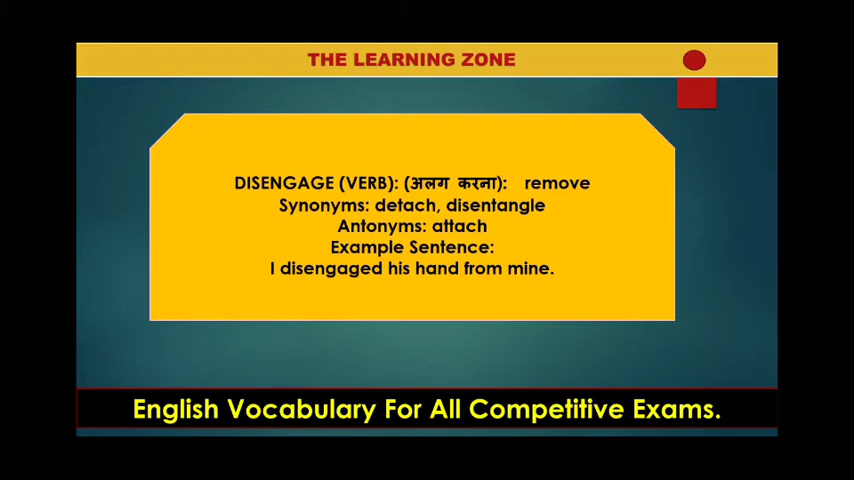 THE LEARNING ZONE
DISENGAGE (VERB): (अलग करना): remove
Synonyms: detach, disentangle
Antonyms: attach
Example Sentence:
I disengaged his hand from mine.
English Vocabulary For All Competitive Exams.